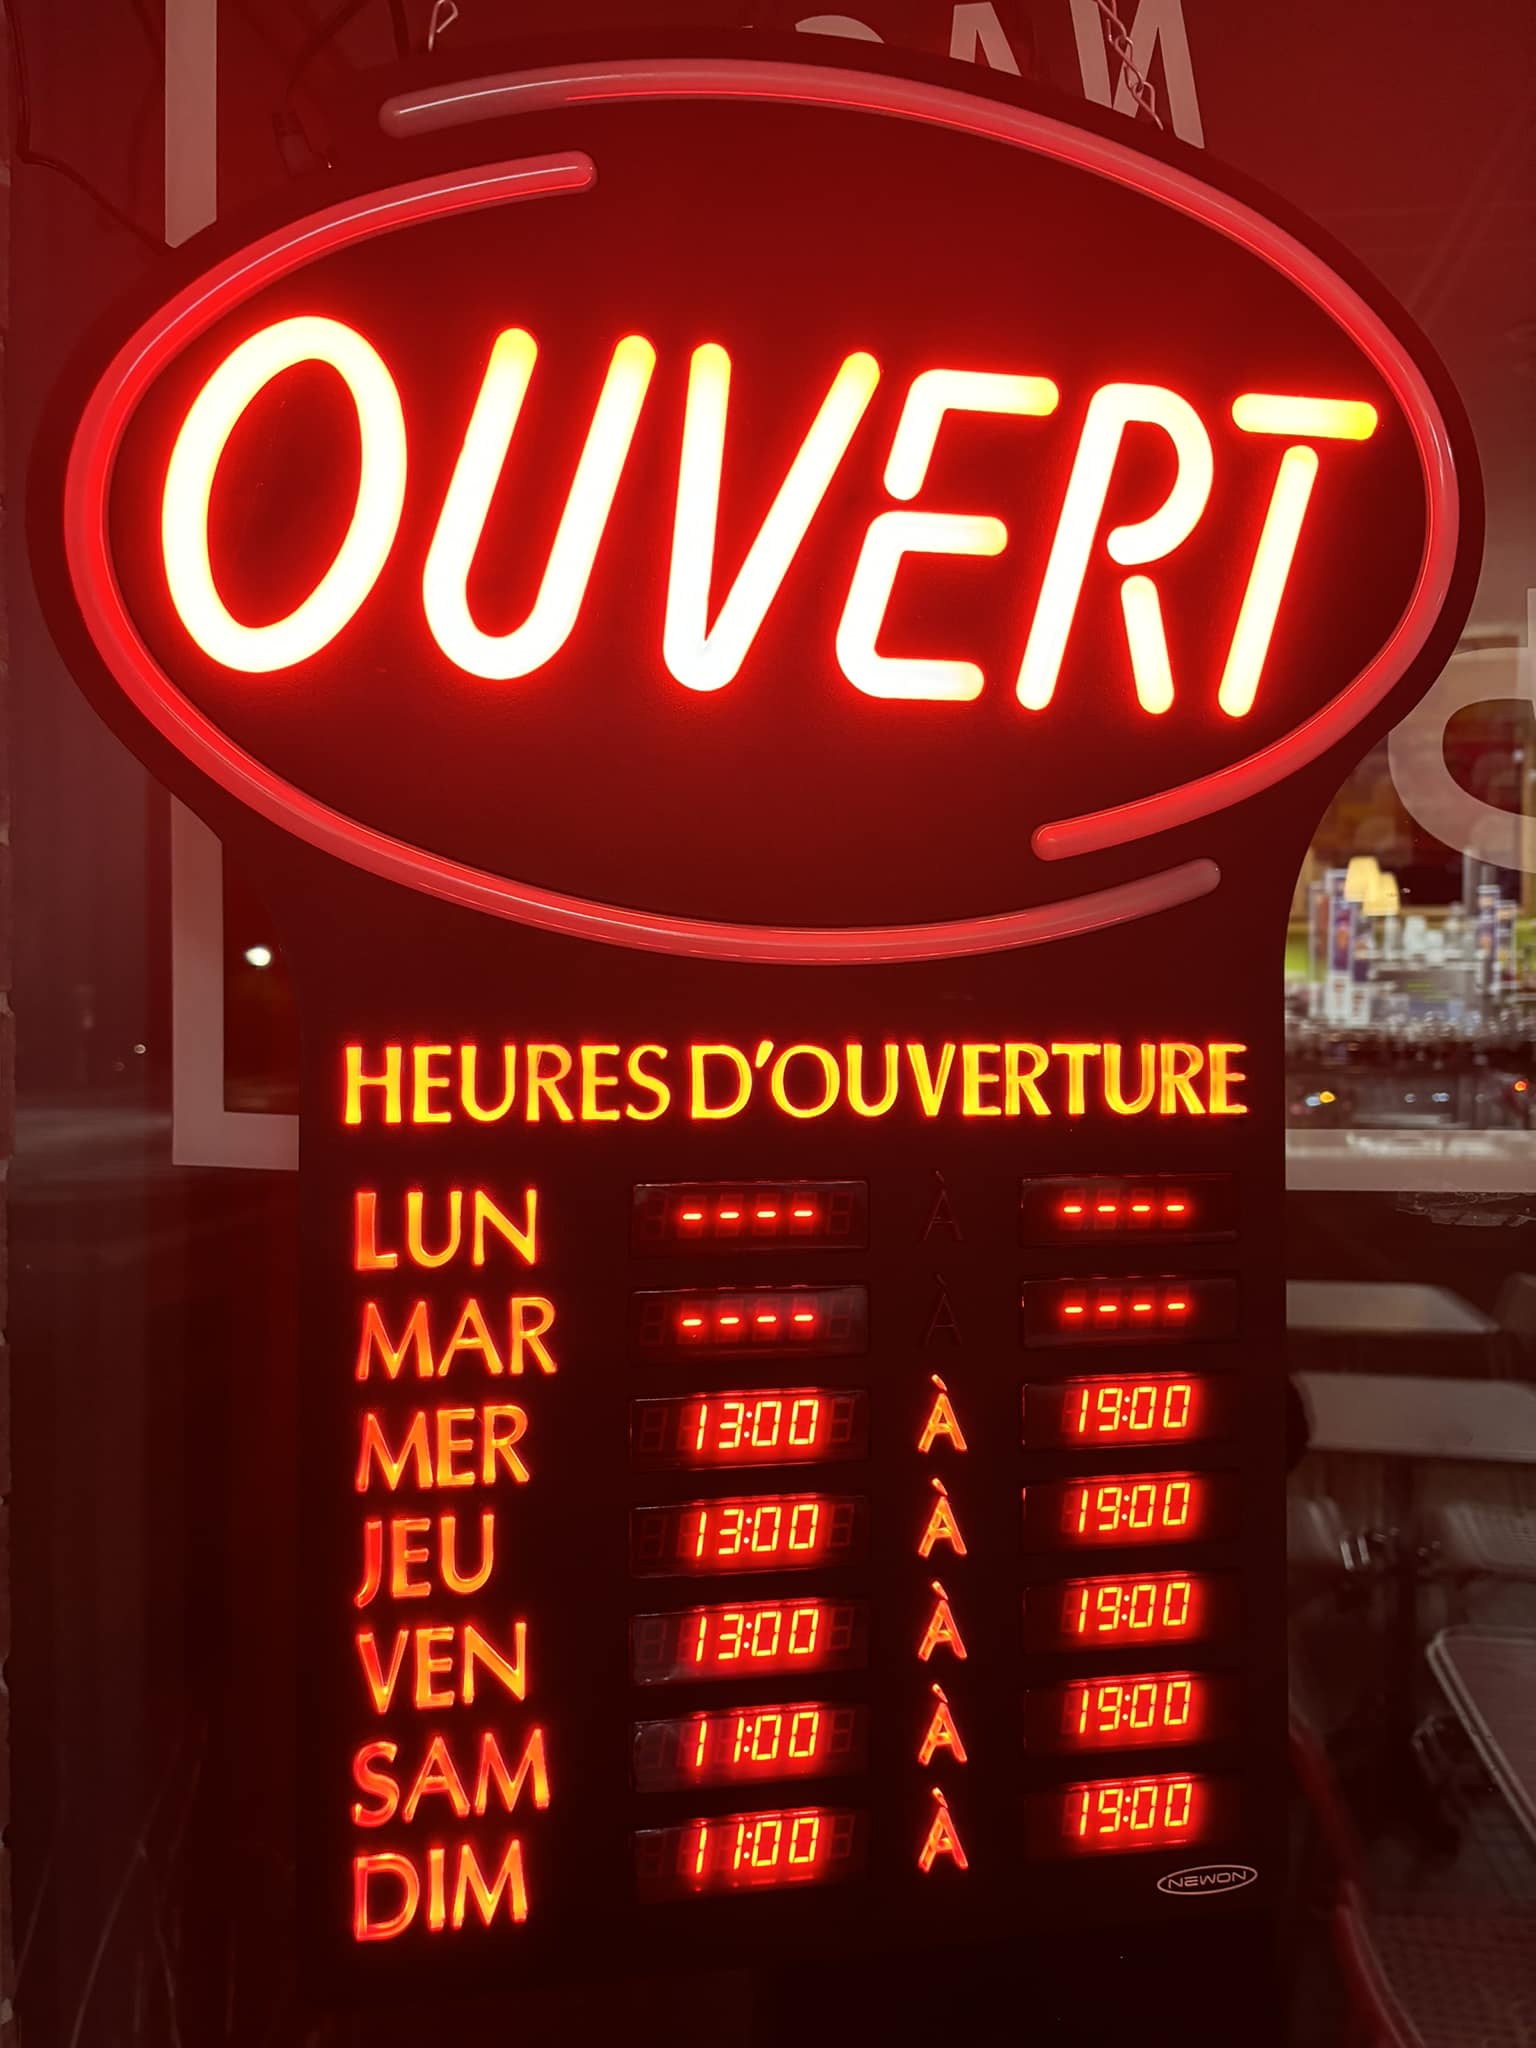 OUVERT
HEURES D'OUVERTURE
LUN ---- À ----
MAR ---- À ----
MER 13:00 À 19:00
JEU 13:00 À 19:00
VEN 13:00 À 19:00
SAM 11:00 À 19:00
DIM 11:00 À 19:00
NEWON